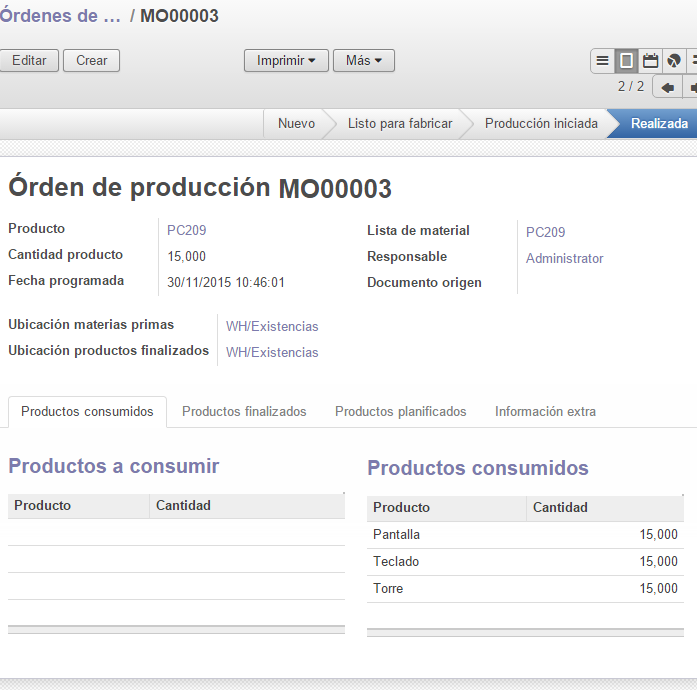 Órdenes de ... / MO00003
Editar Crear Imprimir Más
2 / 2
Nuevo Listo para fabricar Producción iniciada Realizada
Órden de producción MO00003
Producto PC209 Lista de material PC209
Cantidad producto 15,000 Responsable Administrator
Fecha programada 30/11/2015 10:46:01 Documento origen
Ubicación materias primas WH/Existencias
Ubicación productos finalizados WH/Existencias
Productos consumidos Productos finalizados Productos planificados Información extra
Productos a consumir Productos consumidos
Producto Cantidad Producto Cantidad
Pantalla 15,000
Teclado 15,000
Torre 15,000